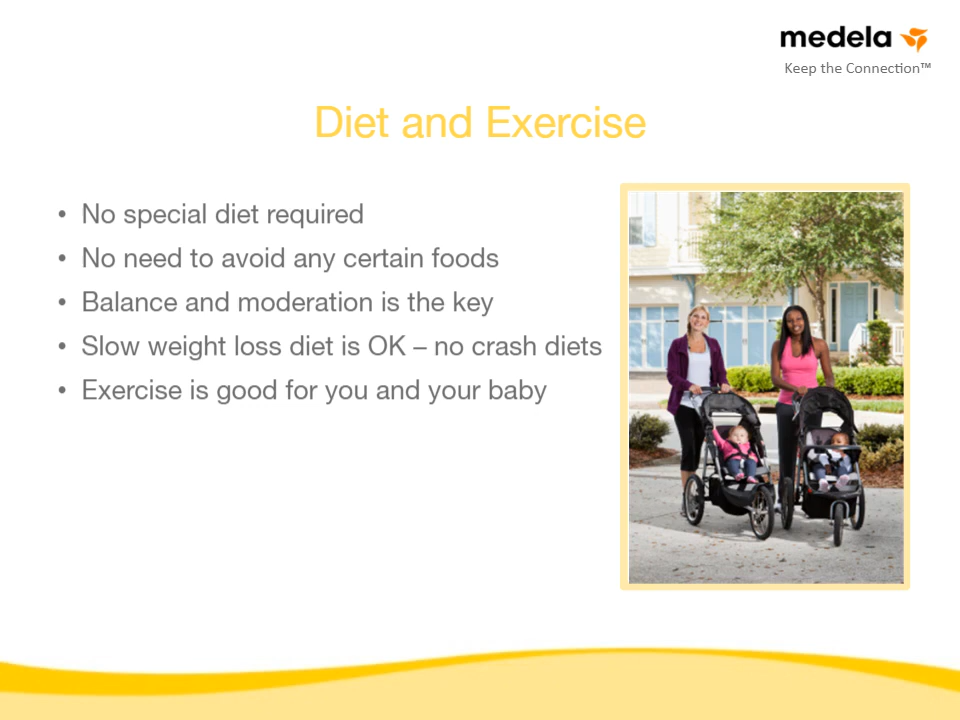 medela
Keep the Connection™
Diet and Exercise
• No special diet required
• No need to avoid any certain foods
• Balance and moderation is the key
• Slow weight loss diet is OK – no crash diets
• Exercise is good for you and your baby